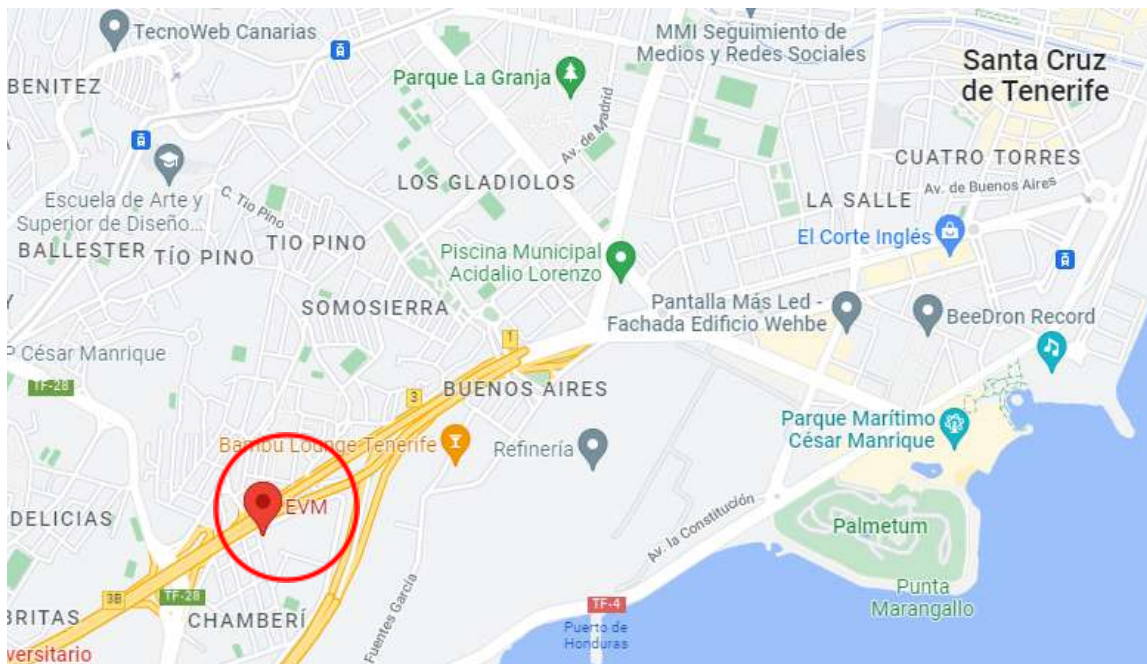 TecnoWeb Canarias
MMI Seguimiento de
Medios y Redes Sociales
Santa Cruz
de Tenerife
BENITEZ
Parque La Granja
Av. de Madrid
CUATRO TORRES
Escuela de Arte y
Superior de Diseño...
C. Tio Pino
LOS GLADIOLOS
LA SALLE
Av. de Buenos Aires
BALLESTER
TÍO PINO
TIO PINO
Piscina Municipal
Acidalio Lorenzo
El Corte Inglés
SOMOSIERRA
Pantalla Más Led -
Fachada Edificio Wehbe
BeeDron Record
P César Manrique
1
TF-28
3
BUENOS AIRES
Bambú Lounge Tenerife
Refinería
Parque Marítimo
César Manrique
EVM
DELICIAS
Av. la Constitución
Palmetum
3B
TF-28
Fuentes García
Punta
Marangallo
BRITAS
CHAMBERÍ
TF-4
Puerto de
Honduras
versitario